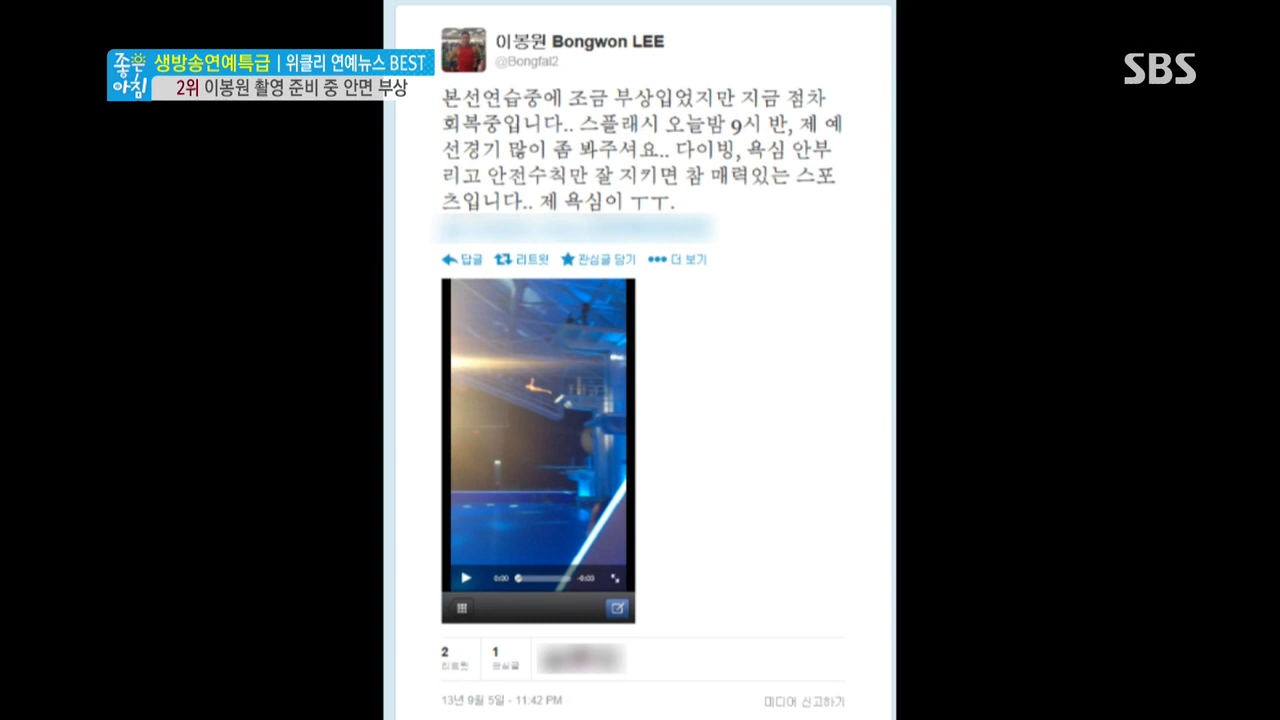 좋은
아침
생방송연예특급 | 위클리 연예뉴스 BEST
2위 이봉원 촬영 준비 중 안면 부상
SBS
이봉원 Bongwon LEE
@Bongfal2
본선연습중에 조금 부상입었지만 지금 점차
회복중입니다.. 스플래시 오늘밤 9시 반, 제 예
선경기 많이 좀 봐주셔요.. 다이빙, 욕심 안부
리고 안전수칙만 잘 지키면 참 매력있는 스포
츠입니다.. 제 욕심이 ㅜㅜ.
답글 리트윗 관심글 담기 더 보기
0:00 -0:03
2 1
리트윗 관심글
13년 9월 5일 - 11:42 PM 미디어 신고하기